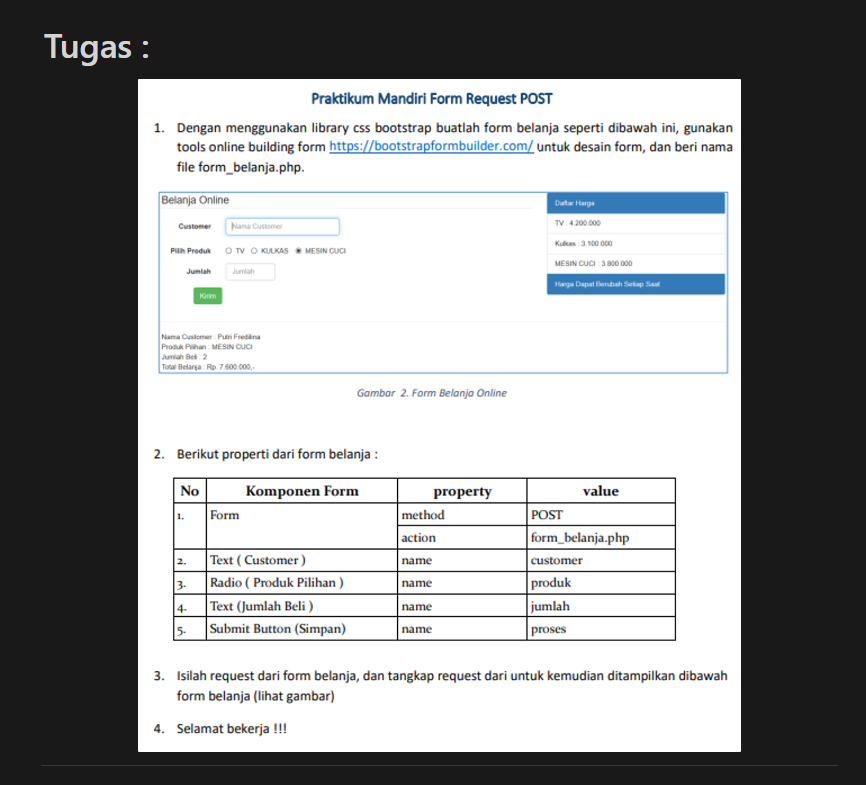 Tugas :
Praktikum Mandiri Form Request POST
1. Dengan menggunakan library css bootstrap buatlah form belanja seperti dibawah ini, gunakan
tools online building form https://bootstrapformbuilder.com/ untuk desain form, dan beri nama
file form_belanja.php.
Belanja Online
Customer Nama Customer
Pilih Produk TV KULKAS MESIN CUCI
Jumlah Jumlah
Kirim
Daftar Harga
TV : 4.200.000
Kulkas : 3.100.000
MESIN CUCI : 3.800.000
Harga Dapat Berubah Setiap Saat
Nama Customer : Putri Fredilina
Produk Pilihan : MESIN CUCI
Jumlah Beli : 2
Total Belanja : Rp. 7.600.000,-
Gambar 2. Form Belanja Online
2. Berikut properti dari form belanja :
No Komponen Form property value
1. Form method POST
action form_belanja.php
2. Text ( Customer ) name customer
3. Radio ( Produk Pilihan ) name produk
4. Text (Jumlah Beli ) name jumlah
5. Submit Button (Simpan) name proses
3. Isilah request dari form belanja, dan tangkap request dari untuk kemudian ditampilkan dibawah
form belanja (lihat gambar)
4. Selamat bekerja !!!